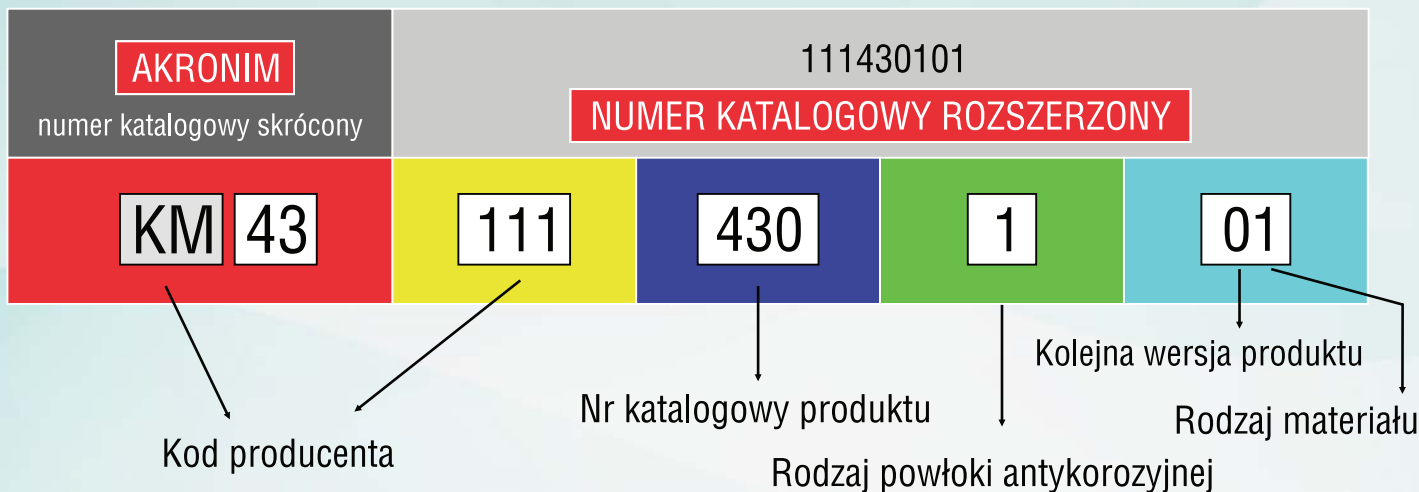 AKRONIM
numer katalogowy skrócony
111430101
NUMER KATALOGOWY ROZSZERZONY
KM 43 111 430 1 01
Kolejna wersja produktu
Nr katalogowy produktu
Rodzaj materiału
Kod producenta
Rodzaj powłoki antykorozyjnej